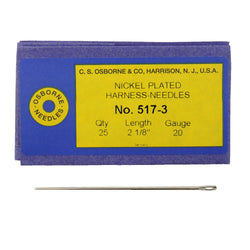 C. S. OSBORNE & CO, HARRISON, N. J., U.S.A.
OSBORNE
NEEDLES
NICKEL PLATED
HARNESS-NEEDLES
No. 517-3
Qty Length Gauge
25 2 1/8" 20